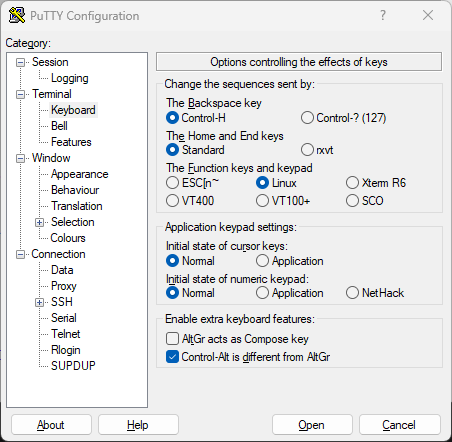 PuTTY Configuration
? ×
Category:
Session
Logging
Terminal
Keyboard
Bell
Features
Window
Appearance
Behaviour
Translation
Selection
Colours
Connection
Data
Proxy
SSH
Serial
Telnet
Rlogin
SUPDUP
Options controlling the effects of keys
Change the sequences sent by:
The Backspace key
Control-H Control-? (127)
The Home and End keys
Standard rxvt
The Function keys and keypad
ESC[n~ Linux Xterm R6
VT400 VT100+ SCO
Application keypad settings:
Initial state of cursor keys:
Normal Application
Initial state of numeric keypad:
Normal Application NetHack
Enable extra keyboard features:
AltGr acts as Compose key
Control-Alt is different from AltGr
About Help Open Cancel